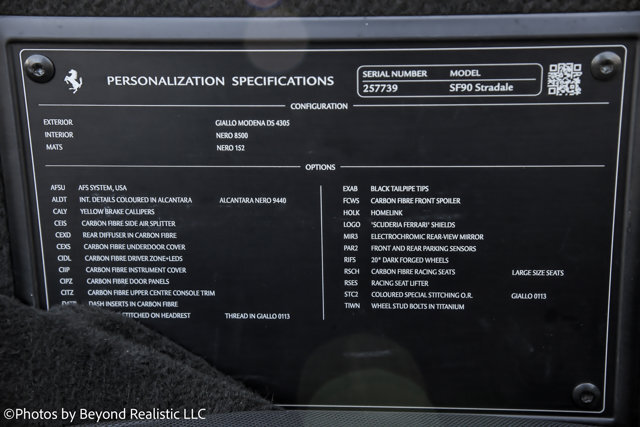 PERSONALIZATION SPECIFICATIONS
SERIAL NUMBER MODEL
257739 SF90 Stradale
CONFIGURATION
EXTERIOR GIALLO MODENA DS 4305
INTERIOR NERO 8500
MATS NERO 152
OPTIONS
AFSU AFS SYSTEM, USA
ALDT INT. DETAILS COLOURED IN ALCANTARA ALCANTARA NERO 9440
CALY YELLOW BRAKE CALLIPERS
CEIS CARBON FIBRE SIDE AIR SPLITTER
CEXD REAR DIFFUSER IN CARBON FIBRE
CEXS CARBON FIBRE UNDERDOOR COVER
CIDL CARBON FIBRE DRIVER ZONE+LEDS
CIIP CARBON FIBRE INSTRUMENT COVER
CIPZ CARBON FIBRE DOOR PANELS
CITZ CARBON FIBRE UPPER CENTRE CONSOLE TRIM
DASH INSERTS IN CARBON FIBRE
STITCHED ON HEADREST THREAD IN GIALLO 0113
EXAB BLACK TAILPIPE TIPS
FCWS CARBON FIBRE FRONT SPOILER
HOLK HOMELINK
LOGO "SCUDERIA FERRARI" SHIELDS
MIR3 ELECTROCHROMIC REAR-VIEW MIRROR
PAR2 FRONT AND REAR PARKING SENSORS
RIFS 20" DARK FORGED WHEELS
RSCH CARBON FIBRE RACING SEATS LARGE SIZE SEATS
RSES RACING SEAT LIFTER
STC2 COLOURED SPECIAL STITCHING O.R. GIALLO 0113
TIWN WHEEL STUD BOLTS IN TITANIUM
©Photos by Beyond Realistic LLC